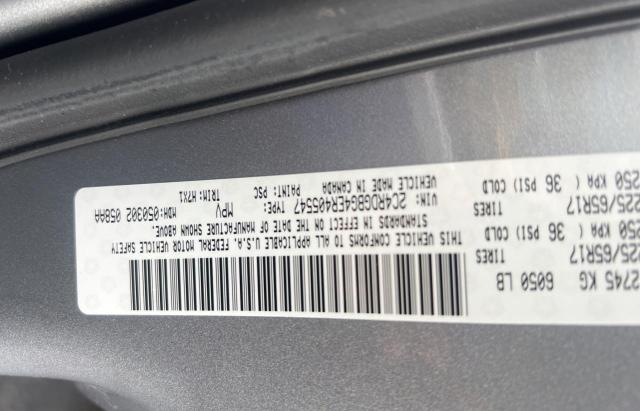 2745 KG 6050 LB
225/65R17 TIRES
250 KPA ( 36 PSI) COLD
225/65R17 TIRES
250 KPA ( 36 PSI) COLD
THIS VEHICLE CONFORMS TO ALL APPLICABLE U.S.A. FEDERAL MOTOR VEHICLE SAFETY
STANDARDS IN EFFECT ON THE DATE OF MANUFACTURE SHOWN ABOVE.
VIN: 2C4RDGBG4ER405547 TYPE: MPV MDH:050302 058AA
VEHICLE MADE IN CANADA PAINT: PSC TRIM: H7X1